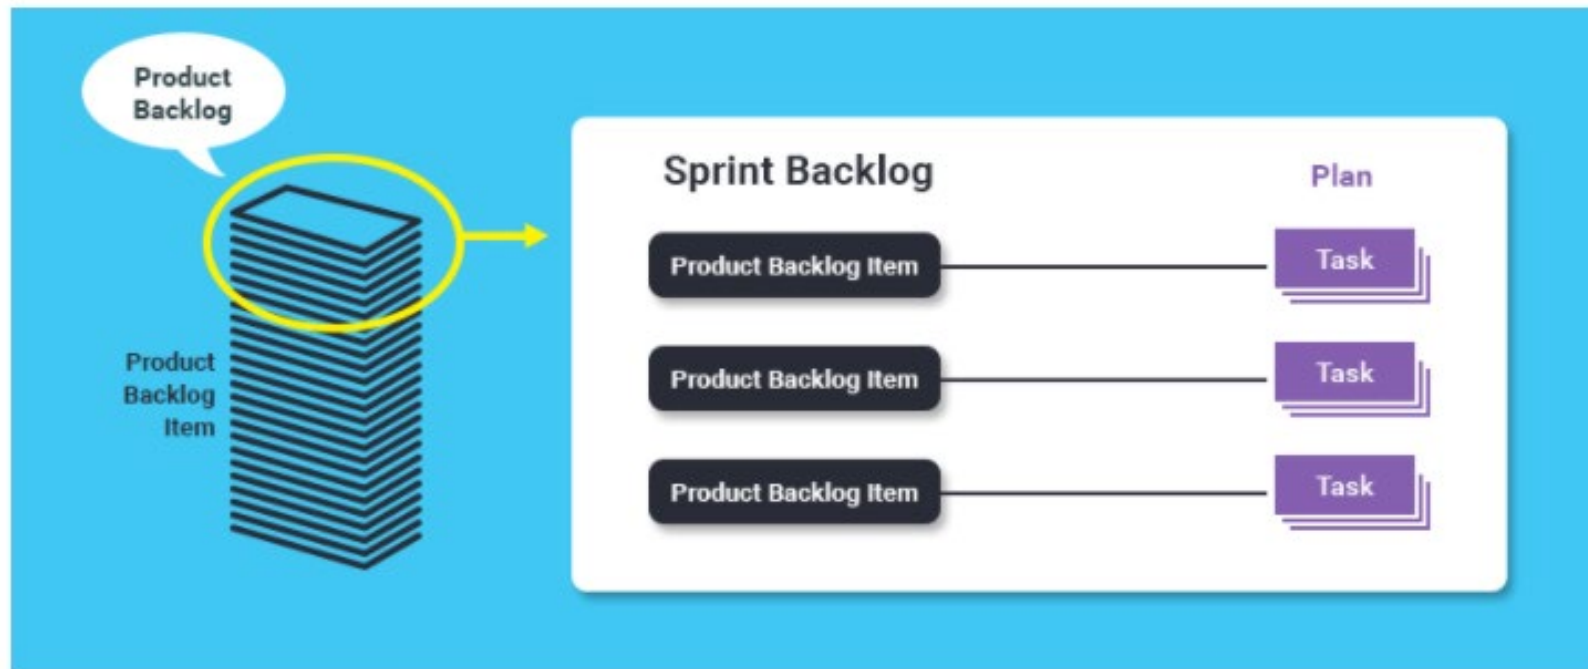 Product
Backlog
Product
Backlog
Item
Sprint Backlog
Plan
Product Backlog Item
Task
Product Backlog Item
Task
Product Backlog Item
Task